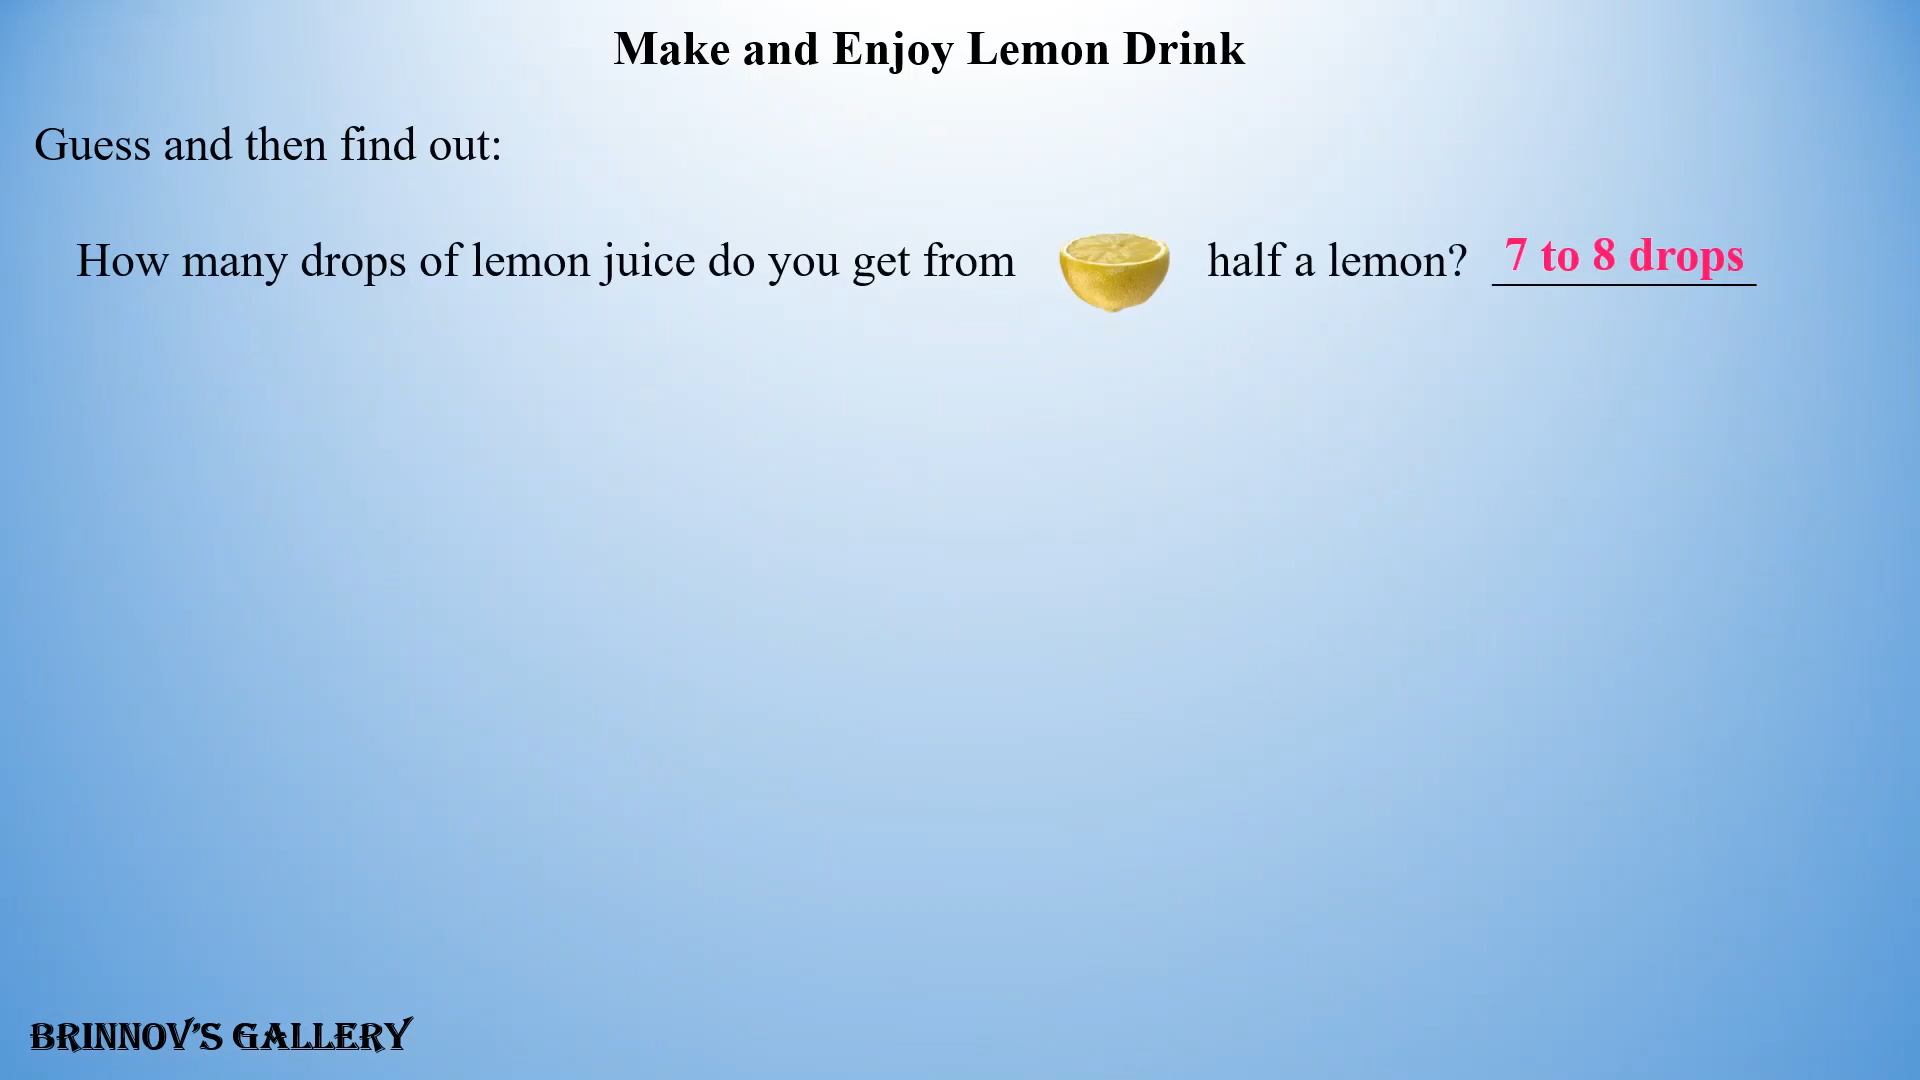 Make and Enjoy Lemon Drink
Guess and then find out:
How many drops of lemon juice do you get from half a lemon? 7 to 8 drops
BRINNOV'S GALLERY